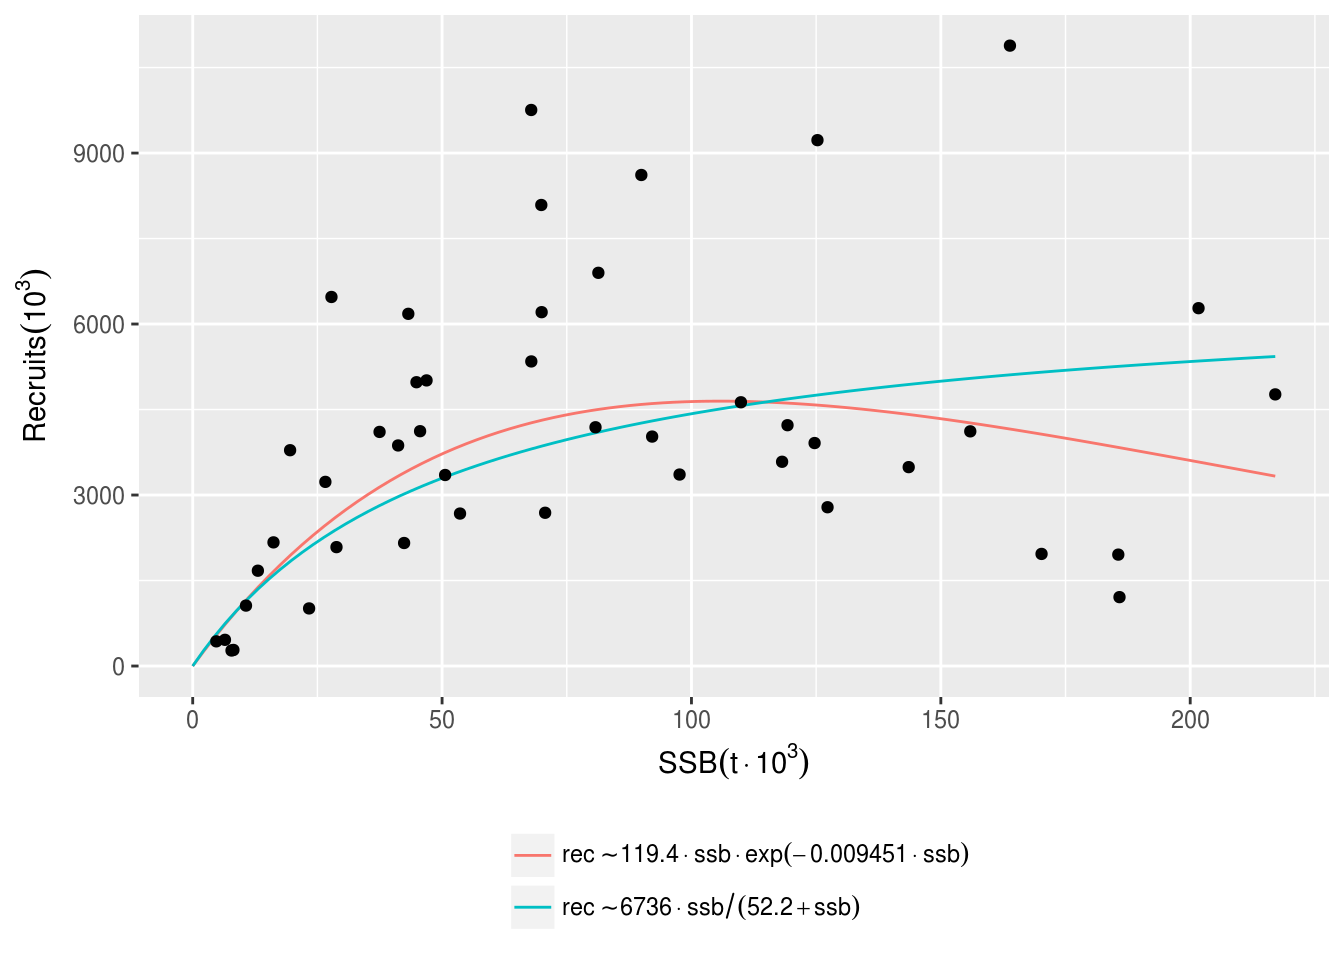 9000
6000
3000
0
Recruits(10³)
0 50 100 150 200
SSB(t·10³)
rec ~119.4·ssb·exp(−0.009451·ssb)
rec ~6736·ssb/(52.2+ssb)